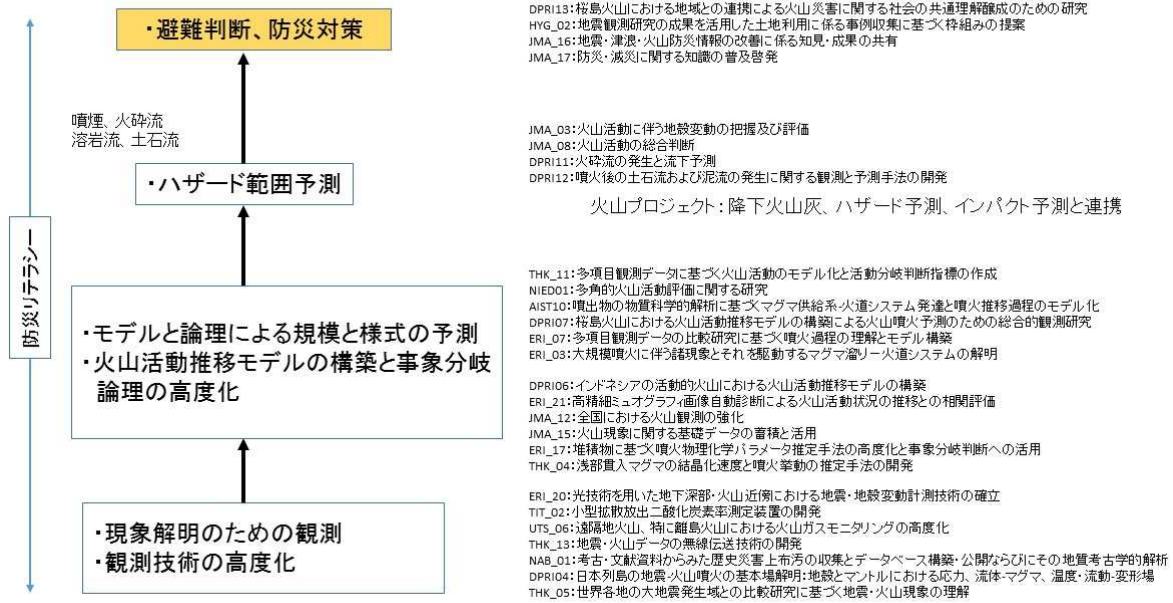 ・避難判断、防災対策
噴煙、火砕流
溶岩流、土石流
・ハザード範囲予測
防災リテラシー
・モデルと論理による規模と様式の予測
・火山活動推移モデルの構築と事象分岐
論理の高度化
・現象解明のための観測
・観測技術の高度化
DPRI13:桜島火山における地域との連携による火山災害に関する社会の共通理解醸成のための研究
HYG_02:地震観測研究の成果を活用した土地利用に係る事例収集に基づく枠組みの提案
JMA_16:地震・津浪・火山防災情報の改善に係る知見・成果の共有
JMA_17:防災・減災に関する知識の普及啓発
JMA_03:火山活動に伴う地殻変動の把握及び評価
JMA_08:火山活動の総合判断
DPRI11:火砕流の発生と流下予測
DPRI12:噴火後の土石流および泥流の発生に関する観測と予測手法の開発
火山プロジェクト:降下火山灰、ハザード予測、インパクト予測と連携
THK_11:多項目観測データに基づく火山活動のモデル化と活動分岐判断指標の作成
NIED01:多角的火山活動評価に関する研究
AIST10:噴出物の物質科学的解析に基づくマグマ供給系-火道システム発達と噴火推移過程のモデル化
DPRI07:桜島火山における火山活動推移モデルの構築による火山噴火予測のための総合的観測研究
ERI_07:多項目観測データの比較研究に基づく噴火過程の理解とモデル構築
ERI_03:大規模噴火に伴う諸現象とそれを駆動するマグマ溜りー火道システムの解明
DPRI06:インドネシアの活動的火山における火山活動推移モデルの構築
ERI_21:高精細ミュオグラフィ画像自動診断による火山活動状況の推移との相関評価
JMA_12:全国における火山観測の強化
JMA_15:火山現象に関する基礎データの蓄積と活用
ERI_17:堆積物に基づく噴火物理化学パラメータ推定手法の高度化と事象分岐判断への活用
THK_04:浅部貫入マグマの結晶化速度と噴火挙動の推定手法の開発
ERI_20:光技術を用いた地下深部・火山近傍における地震・地殻変動計測技術の確立
TIT_02:小型拡散放出二酸化炭素率測定装置の開発
UTS_06:遠隔地火山、特に離島火山における火山ガスモニタリングの高度化
THK_13:地震・火山データの無線伝送技術の開発
NAB_01:考古・文献資料からみた歴史災害上布汚の収集とデータベース構築・公開ならびにその地質考古学的解析
DPRI04:日本列島の地震-火山噴火の基本場解明:地殻とマントルにおける応力、流体-マグマ、温度・流動-変形場
THK_05:世界各地の大地震発生域との比較研究に基づく地震・火山現象の理解